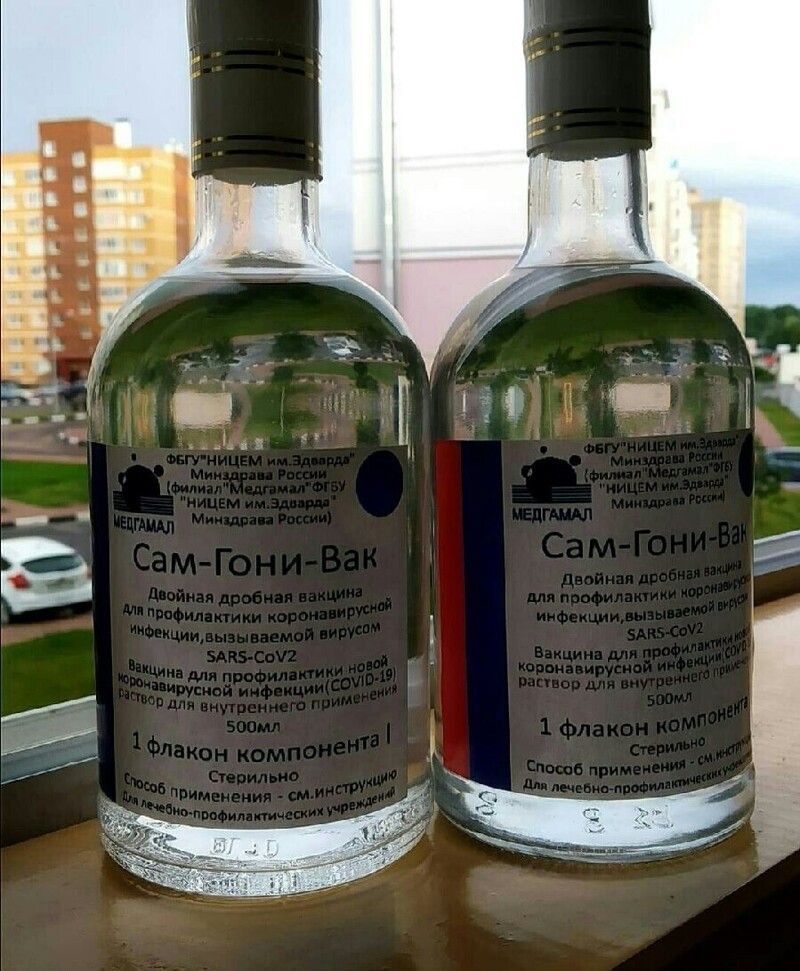 ФБГУ"НИЦЕМ им.Эдварда"
Минздрава России
(филиал"Медгамал"ФГБУ
"НИЦЕМ им.Эдварда"
Минздрава России)
МЕДГАМАЛ
Сам-Гони-Вак
Двойная дробная вакцина
для профилактики коронавирусной
инфекции,вызываемой вирусом
SARS-CoV2
Вакцина для профилактики новой
коронавирусной инфекции(COVID-19)
раствор для внутреннего применения
500мл
1 флакон компонента I
Стерильно
Способ применения - см.инструкцию
Для лечебно-профилактических учреждений
ФБГУ"НИЦЕМ им.Эдварда"
Минздрава России
(филиал"Медгамал"ФГБУ
"НИЦЕМ им.Эдварда"
Минздрава России)
МЕДГАМАЛ
Сам-Гони-Вак
Двойная дробная вакцина
для профилактики коронавирусной
инфекции,вызываемой вирусом
SARS-CoV2
Вакцина для профилактики новой
коронавирусной инфекции(COVID-
раствор для внутреннего применени
500мл
1 флакон компонента
Стерильно
Способ применения - см.инструкц
Для лечебно-профилактических учрежде